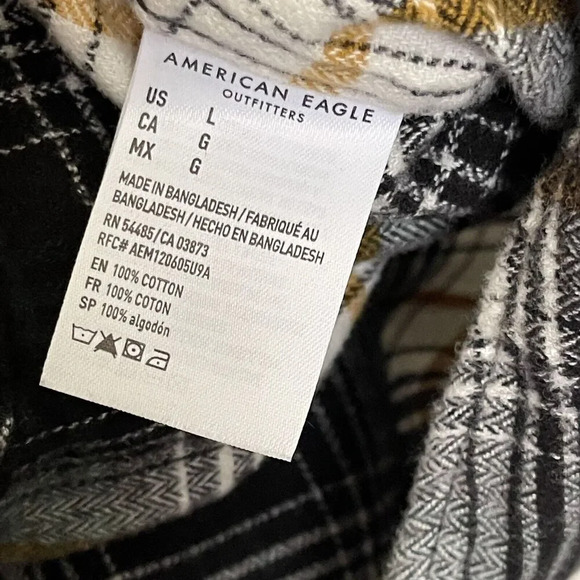 AMERICAN EAGLE
OUTFITTERS
US L
CA G
MX G
MADE IN BANGLADESH / FABRIQUÉ AU
BANGLADESH / HECHO EN BANGLADESH
RN 54485/CA 03873
RFC# AEM120605U9A
EN 100% COTTON
FR 100% COTON
SP 100% algodón